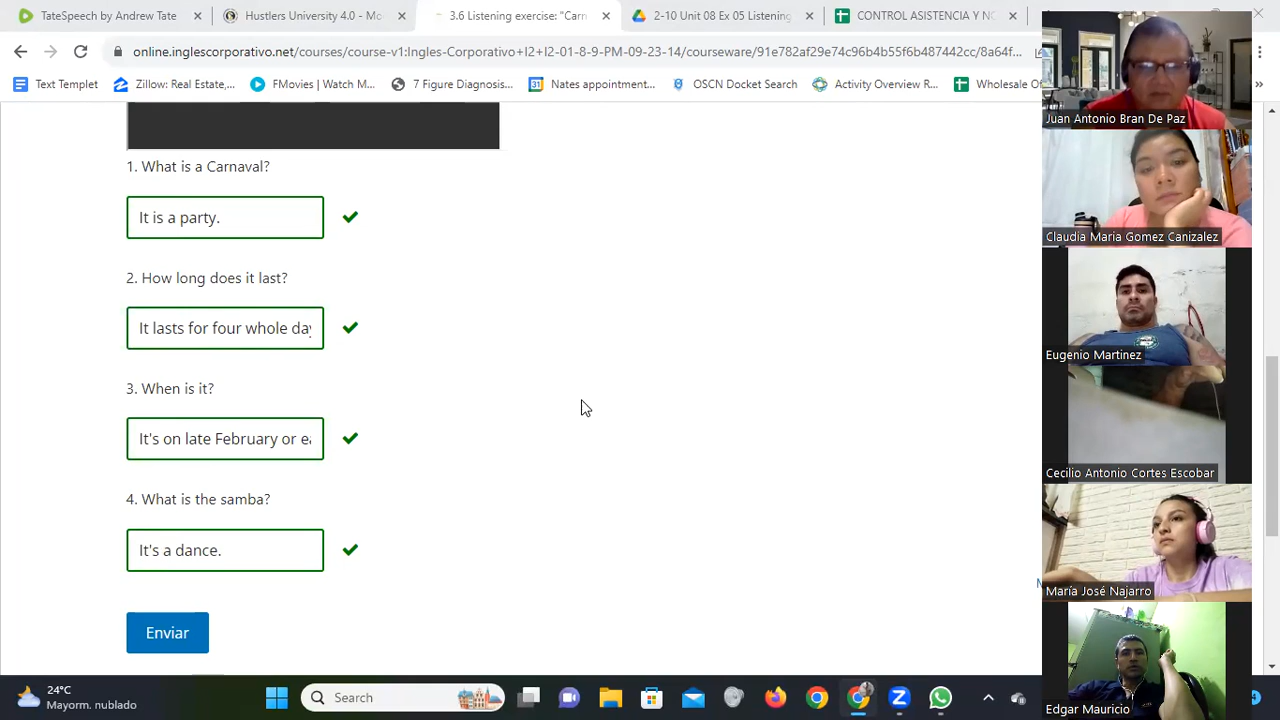 TateSpeech by Andrew Tate
Hustlers University 4.0 - Mo
3.6 Listening exercise "Carn
2-10 Unit 08 Ex 05 Listenin
CONTROL ASISTENCIA Y NO
online.inglescorporativo.net/courses/course-v1:Ingles-Corporativo+I2+I2-01-8-9-PM-09-23-14/courseware/
Text Templet
Zillow: Real Estate,...
FMovies | Watch M...
7 Figure Diagnosis...
ates appointment...
OSCN Docket Sear...
Activity Overview R...
Wholesale
1. What is a Carnaval?
It is a party.
2. How long does it last?
It lasts for four whole day
3. When is it?
It's on late February or ea
4. What is the samba?
It's a dance.
Enviar
Juan Antonio Bran De Paz
Claudia Maria Gomez Canizalez
Eugenio Martinez
Cecilio Antonio Cortes Escobar
María José Najarro
Edgar Mauricio
24°C
Mayorm. nublado
Search